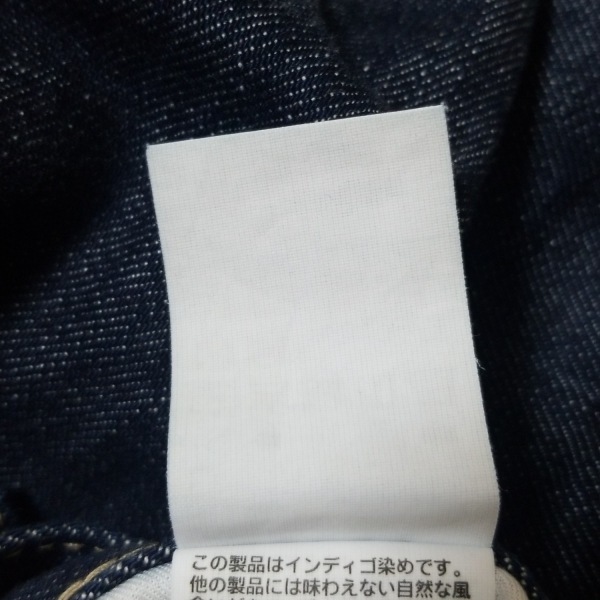 この製品はインディゴ染めです。
他の製品には味わえない自然な風